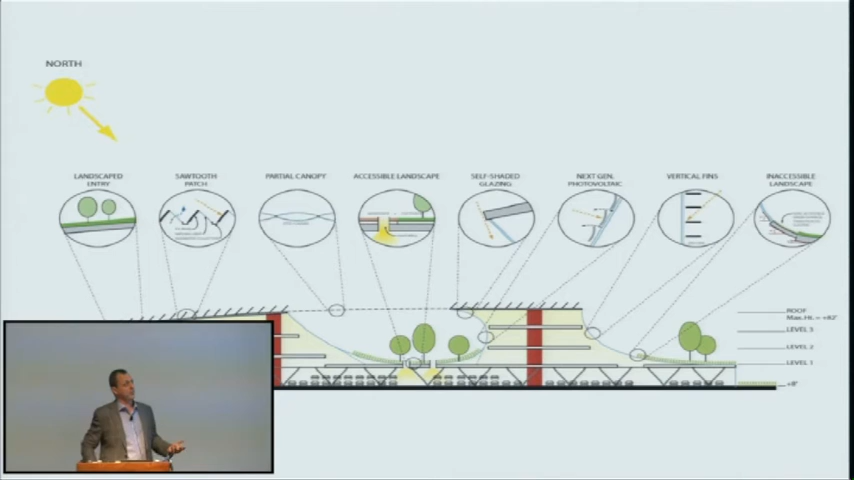 NORTH
LANDSCAPED
ENTRY
SAWTOOTH
PATCH
PARTIAL CANOPY
ACCESSIBLE LANDSCAPE
SELF-SHADED
GLAZING
NEXT GEN.
PHOTOVOLTAIC
VERTICAL FINS
INACCESSIBLE
LANDSCAPE
ROOF
Max. Ht. = +82'
LEVEL 3
LEVEL 2
LEVEL 1
+8'